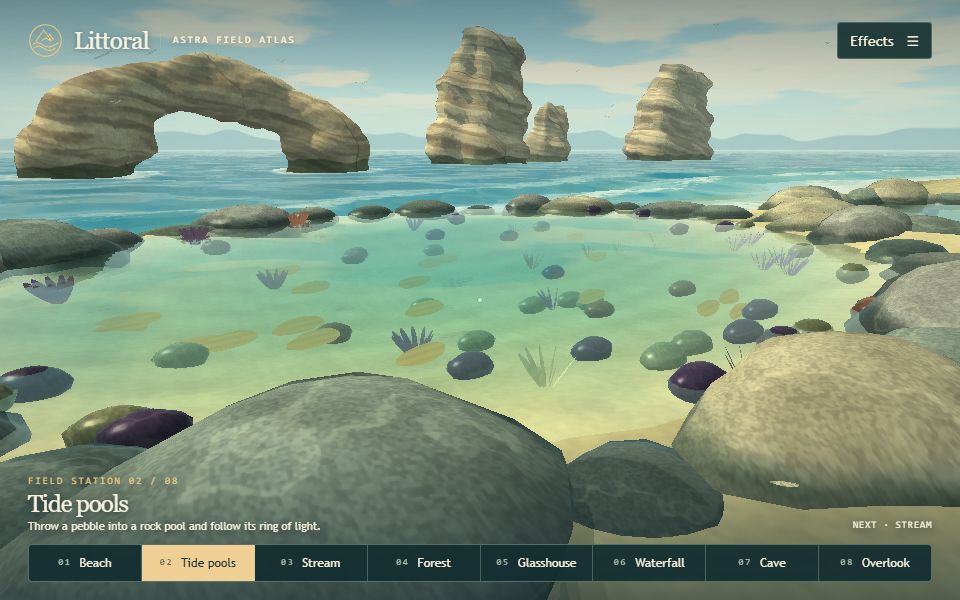 Littoral ASTRA FIELD ATLAS
Effects
FIELD STATION 02 / 08
Tide pools
Throw a pebble into a rock pool and follow its ring of light.
NEXT · STREAM
01 Beach 02 Tide pools 03 Stream 04 Forest 05 Glasshouse 06 Waterfall 07 Cave 08 Overlook